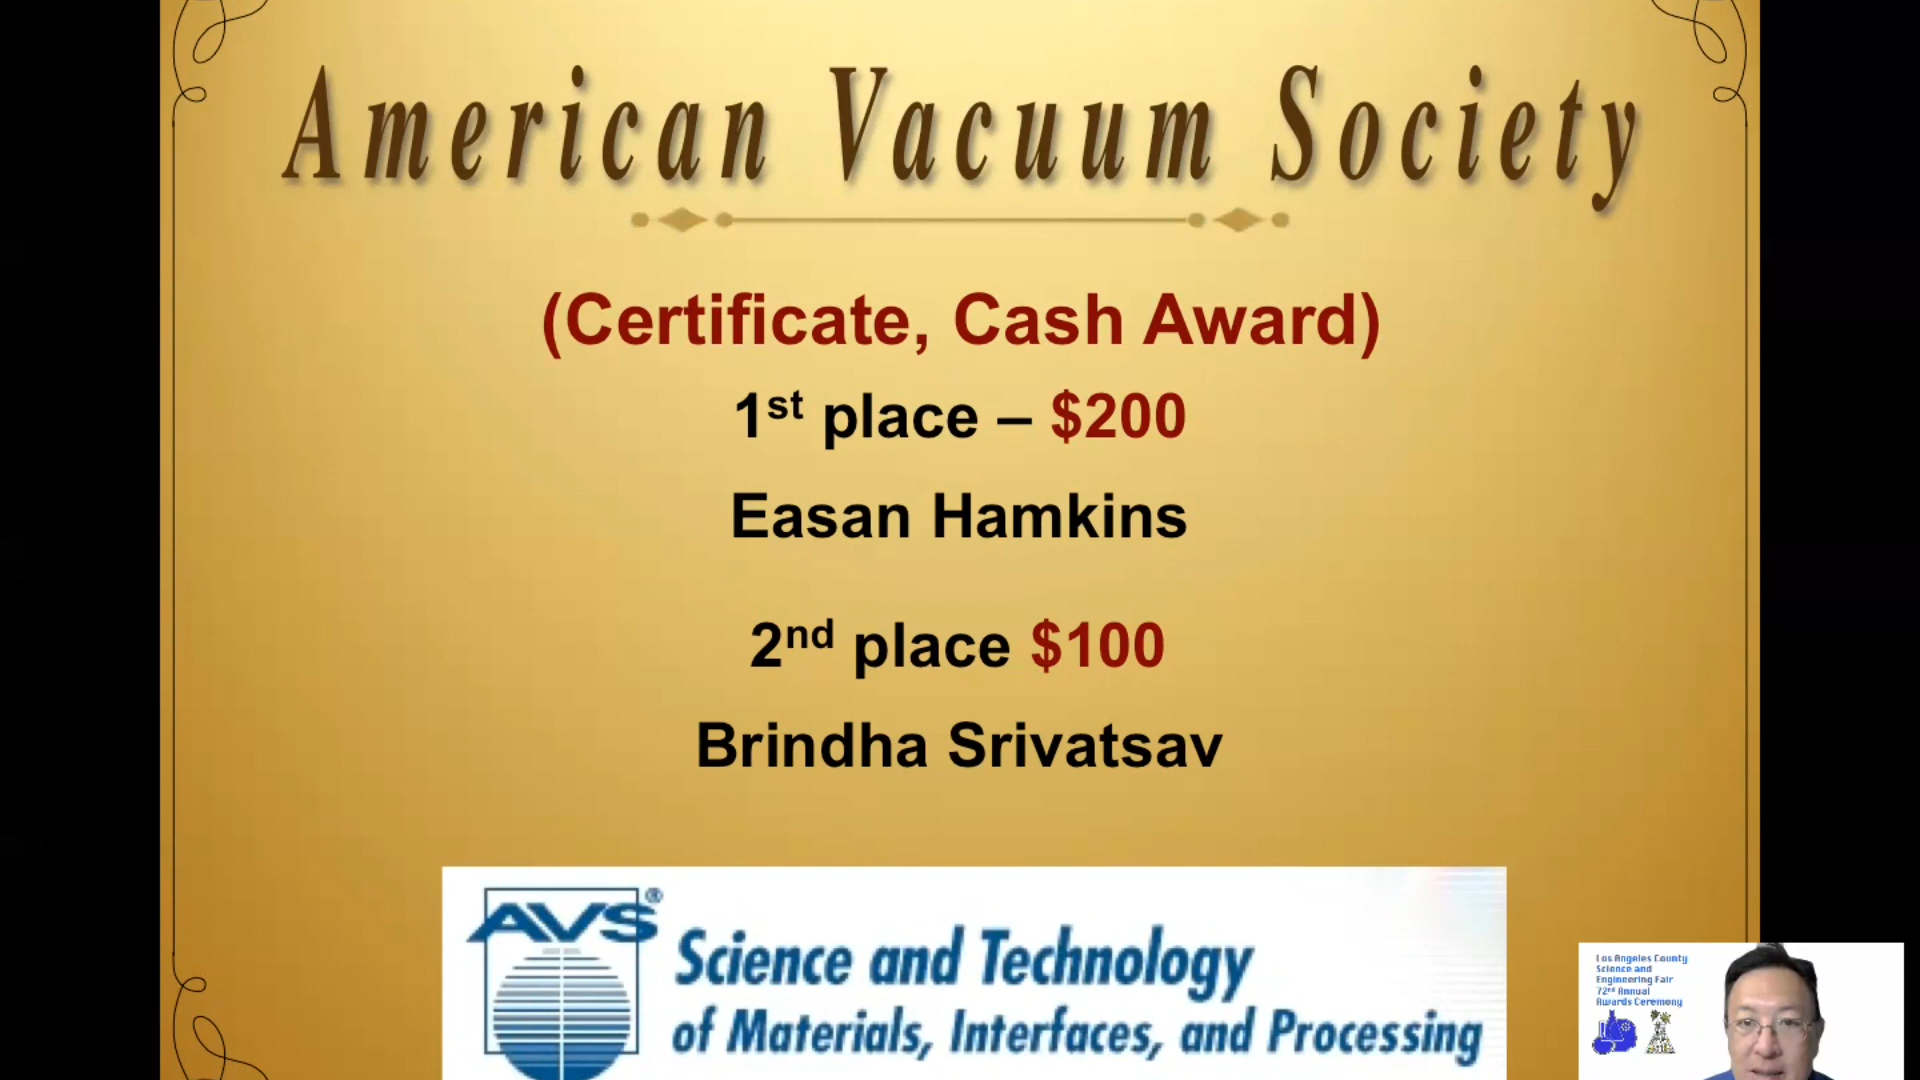 American Vacuum Society
(Certificate, Cash Award)
1st place – $200
Easan Hamkins
2nd place $100
Brindha Srivatsav
AVS®
Science and Technology
of Materials, Interfaces, and Processing
Los Angeles County
Science and
Engineering Fair
72nd Annual
Awards Ceremony